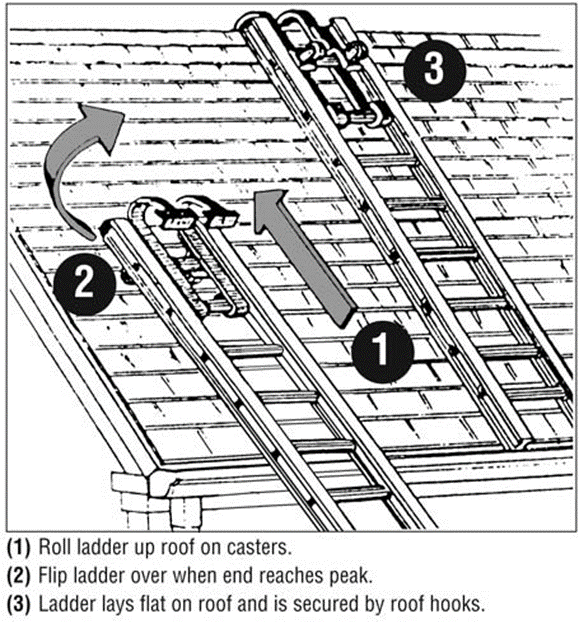 3
2
1
(1) Roll ladder up roof on casters.
(2) Flip ladder over when end reaches peak.
(3) Ladder lays flat on roof and is secured by roof hooks.